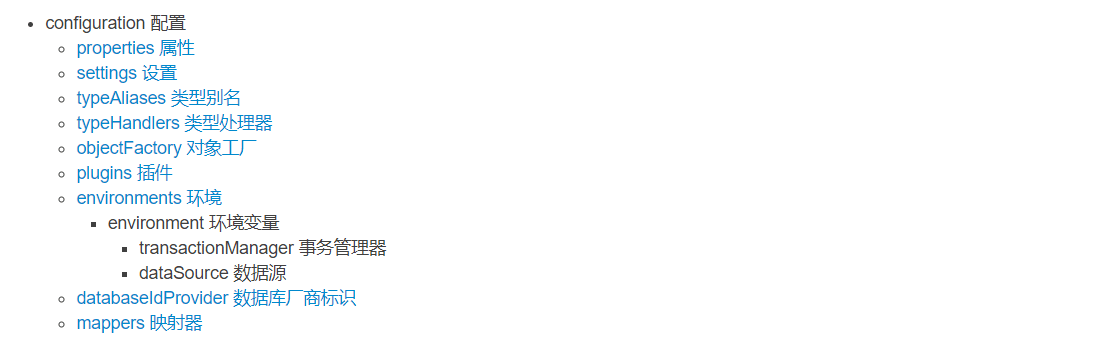 configuration 配置
properties 属性
settings 设置
typeAliases 类型别名
typeHandlers 类型处理器
objectFactory 对象工厂
plugins 插件
environments 环境
environment 环境变量
transactionManager 事务管理器
dataSource 数据源
databaseIdProvider 数据库厂商标识
mappers 映射器